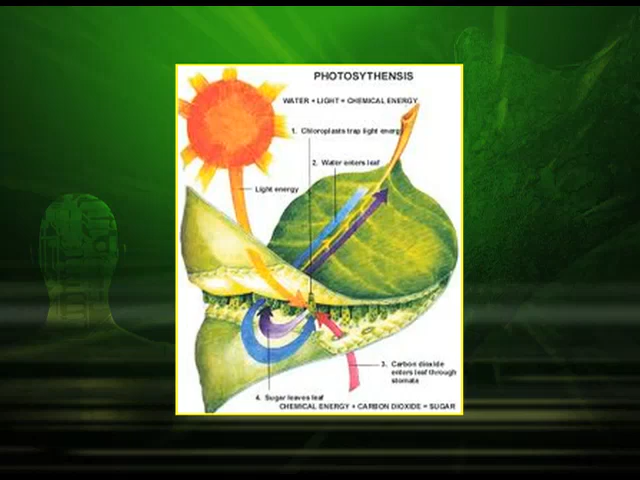 PHOTOSYTHENSIS
WATER + LIGHT = CHEMICAL ENERGY
1. Chloroplasts trap light energy
2. Water enters leaf
Light energy
3. Carbon dioxide
enters leaf through
stomata
4. Sugar leaves leaf
CHEMICAL ENERGY + CARBON DIOXIDE = SUGAR